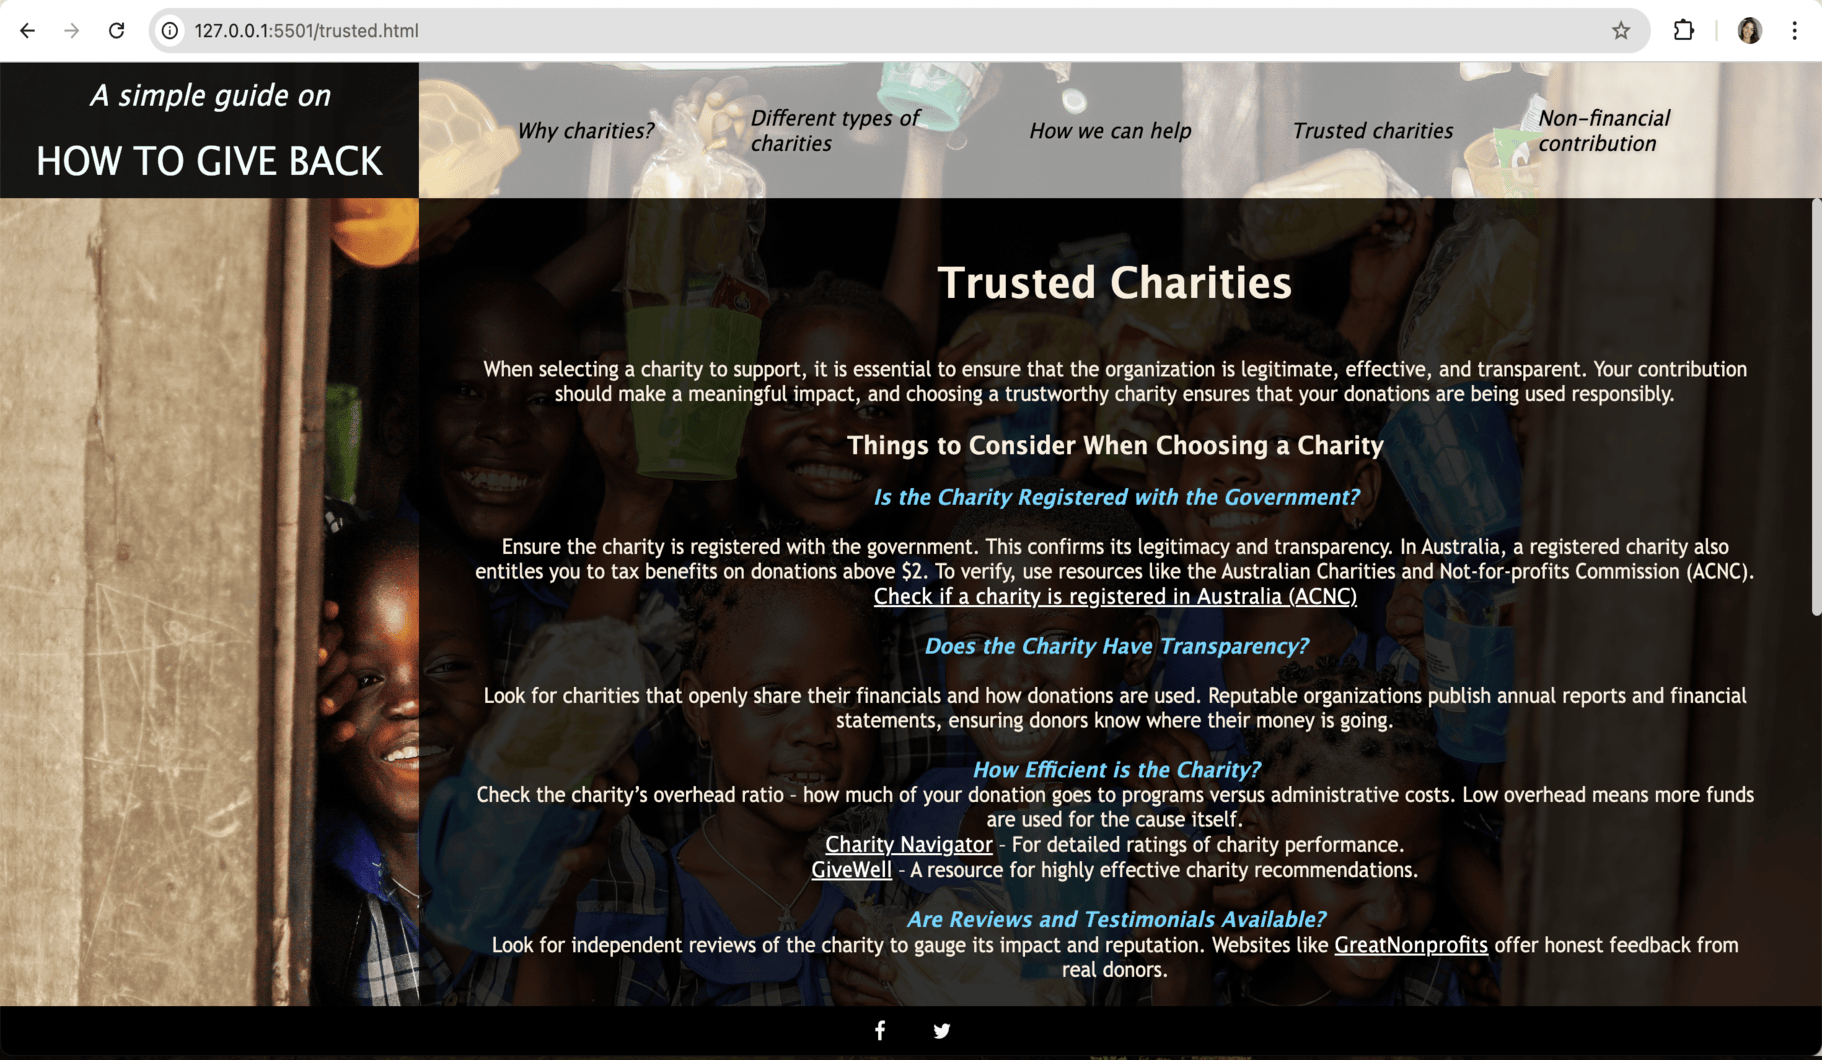 127.0.0.1:5501/trusted.html
A simple guide on
HOW TO GIVE BACK
Why charities?
Different types of
charities
How we can help
Trusted charities
Non-financial
contribution
Trusted Charities
When selecting a charity to support, it is essential to ensure that the organization is legitimate, effective, and transparent. Your contribution
should make a meaningful impact, and choosing a trustworthy charity ensures that your donations are being used responsibly.
Things to Consider When Choosing a Charity
Is the Charity Registered with the Government?
Ensure the charity is registered with the government. This confirms its legitimacy and transparency. In Australia, a registered charity also
entitles you to tax benefits on donations above $2. To verify, use resources like the Australian Charities and Not-for-profits Commission (ACNC).
Check if a charity is registered in Australia (ACNC)
Does the Charity Have Transparency?
Look for charities that openly share their financials and how donations are used. Reputable organizations publish annual reports and financial
statements, ensuring donors know where their money is going.
How Efficient is the Charity?
Check the charity’s overhead ratio - how much of your donation goes to programs versus administrative costs. Low overhead means more funds
are used for the cause itself.
Charity Navigator - For detailed ratings of charity performance.
GiveWell - A resource for highly effective charity recommendations.
Are Reviews and Testimonials Available?
Look for independent reviews of the charity to gauge its impact and reputation. Websites like GreatNonprofits offer honest feedback from
real donors.